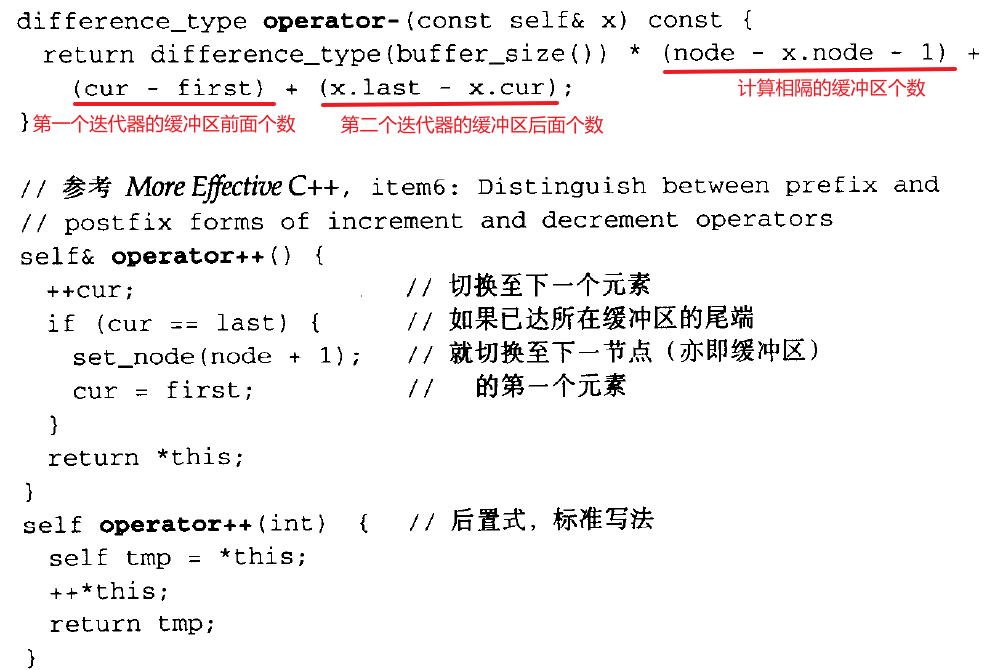 difference_type operator-(const self& x) const {
return difference_type(buffer_size()) * (node - x.node - 1) +
(cur - first) + (x.last - x.cur);
计算相隔的缓冲区个数
} 第一个迭代器的缓冲区前面个数 第二个迭代器的缓冲区后面个数
// 参考 More Effective C++, item6: Distinguish between prefix and
// postfix forms of increment and decrement operators
self& operator++() {
++cur; // 切换至下一个元素
if (cur == last) { // 如果已达所在缓冲区的尾端
set_node(node + 1); // 就切换至下一节点（亦即缓冲区）
cur = first; // 的第一个元素
}
return *this;
}
self operator++(int) { // 后置式，标准写法
self tmp = *this;
++*this;
return tmp;
}